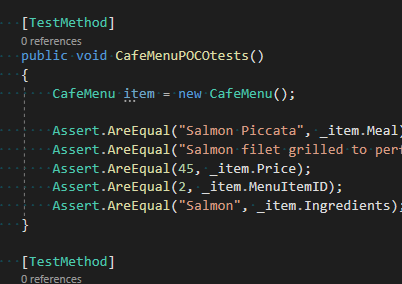 [TestMethod]
0 references
public void CafeMenuPOCOtests()
{
CafeMenu item = new CafeMenu();
Assert.AreEqual("Salmon Piccata", _item.Meal)
Assert.AreEqual("Salmon filet grilled to per
Assert.AreEqual(45, _item.Price);
Assert.AreEqual(2, _item.MenuItemID);
Assert.AreEqual("Salmon", _item.Ingredients);
}
[TestMethod]
0 references